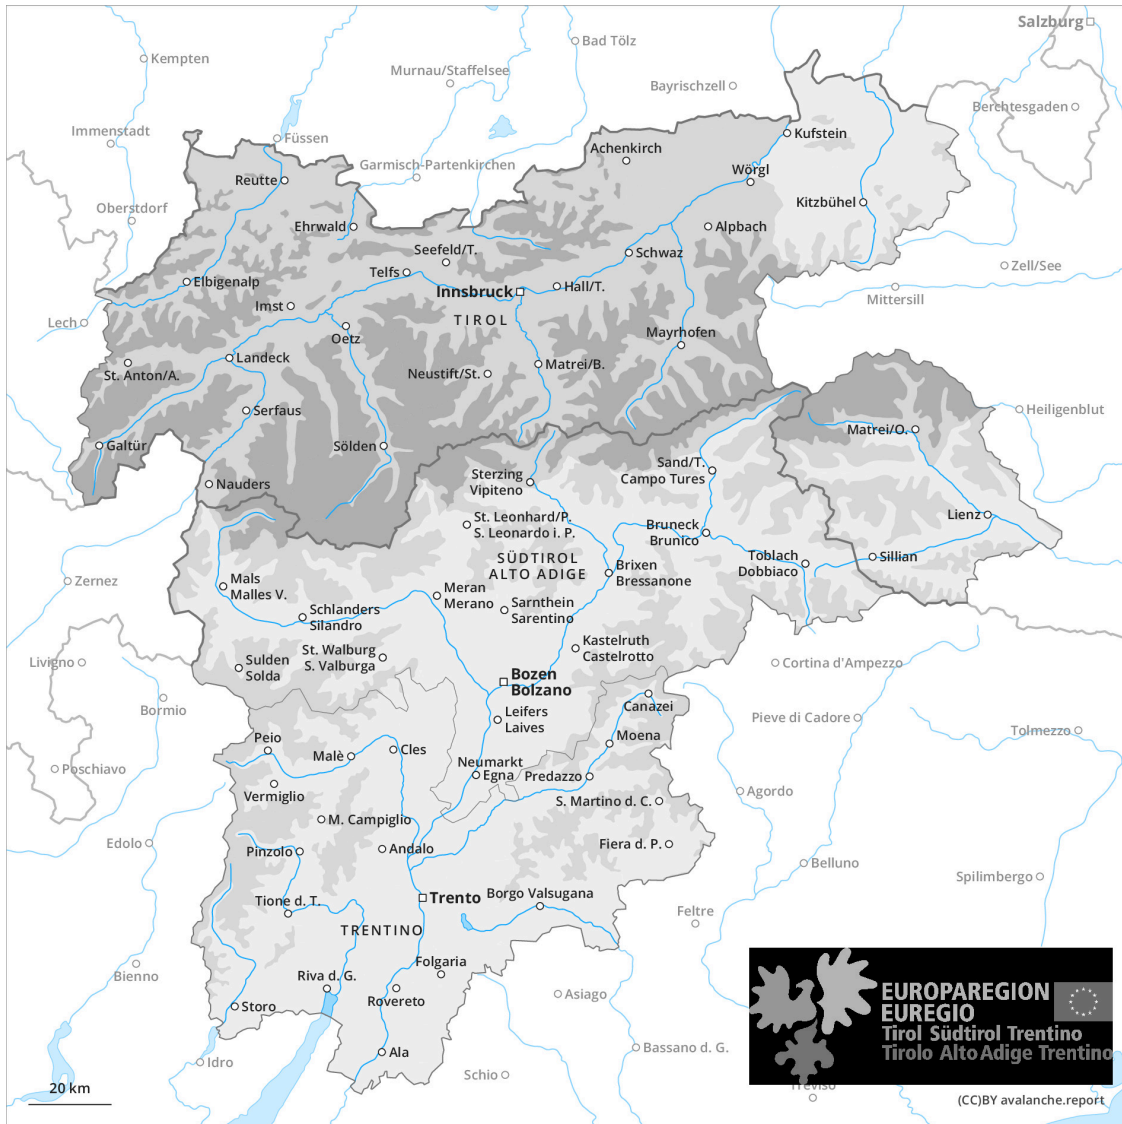 Salzburg
Bad Tölz
Kempten
Murnau/Staffelsee
Bayrischzell
Berchtesgaden
Immenstadt
Füssen
Kufstein
Achenkirch
Garmisch-Partenkirchen
Wörgl
Reutte
Kitzbühel
Oberstdorf
Ehrwald
Alpbach
Seefeld/T.
Schwaz
Telfs
Zell/See
Elbigenalp
Hall/T.
Innsbruck
Mittersill
Imst
TIROL
Lech
Oetz
Mayrhofen
Landeck
Matrei/B.
St. Anton/A.
Neustift/St.
Serfaus
Heiligenblut
Matrei/O.
Galtür
Sölden
Sand/T.
Campo Tures
Sterzing
Vipiteno
Nauders
Lienz
St. Leonhard/P.
S. Leonardo i. P.
Bruneck
Brunico
SÜDTIROL
ALTO ADIGE
Toblach
Dobbiaco
Sillian
Brixen
Bressanone
Zernez
Mals
Malles V.
Meran
Merano
Sarnthein
Sarentino
Schlanders
Silandro
Kastelruth
Castelrotto
St. Walburg
S. Valburga
Livigno
Sulden
Solda
Cortina d'Ampezzo
Bozen
Bolzano
Bormio
Canazei
Leifers
Laives
Pieve di Cadore
Tolmezzo
Peio
Moena
Malè
Cles
Neumarkt
Egna
Predazzo
Poschiavo
Vermiglio
Agordo
S. Martino d. C.
M. Campiglio
Edolo
Pinzolo
Andalo
Fiera d. P.
Belluno
Spilimbergo
Borgo Valsugana
Tione d. T.
Trento
Feltre
TRENTINO
Folgaria
Bienno
Riva d. G.
Rovereto
Asiago
Storo
EUROPAREGION
EUREGIO
Tirol Südtirol Trentino
Tirolo Alto Adige Trentino
Ala
Idro
Bassano d. G.
Schio
Treviso
20 km
(CC)BY avalanche.report